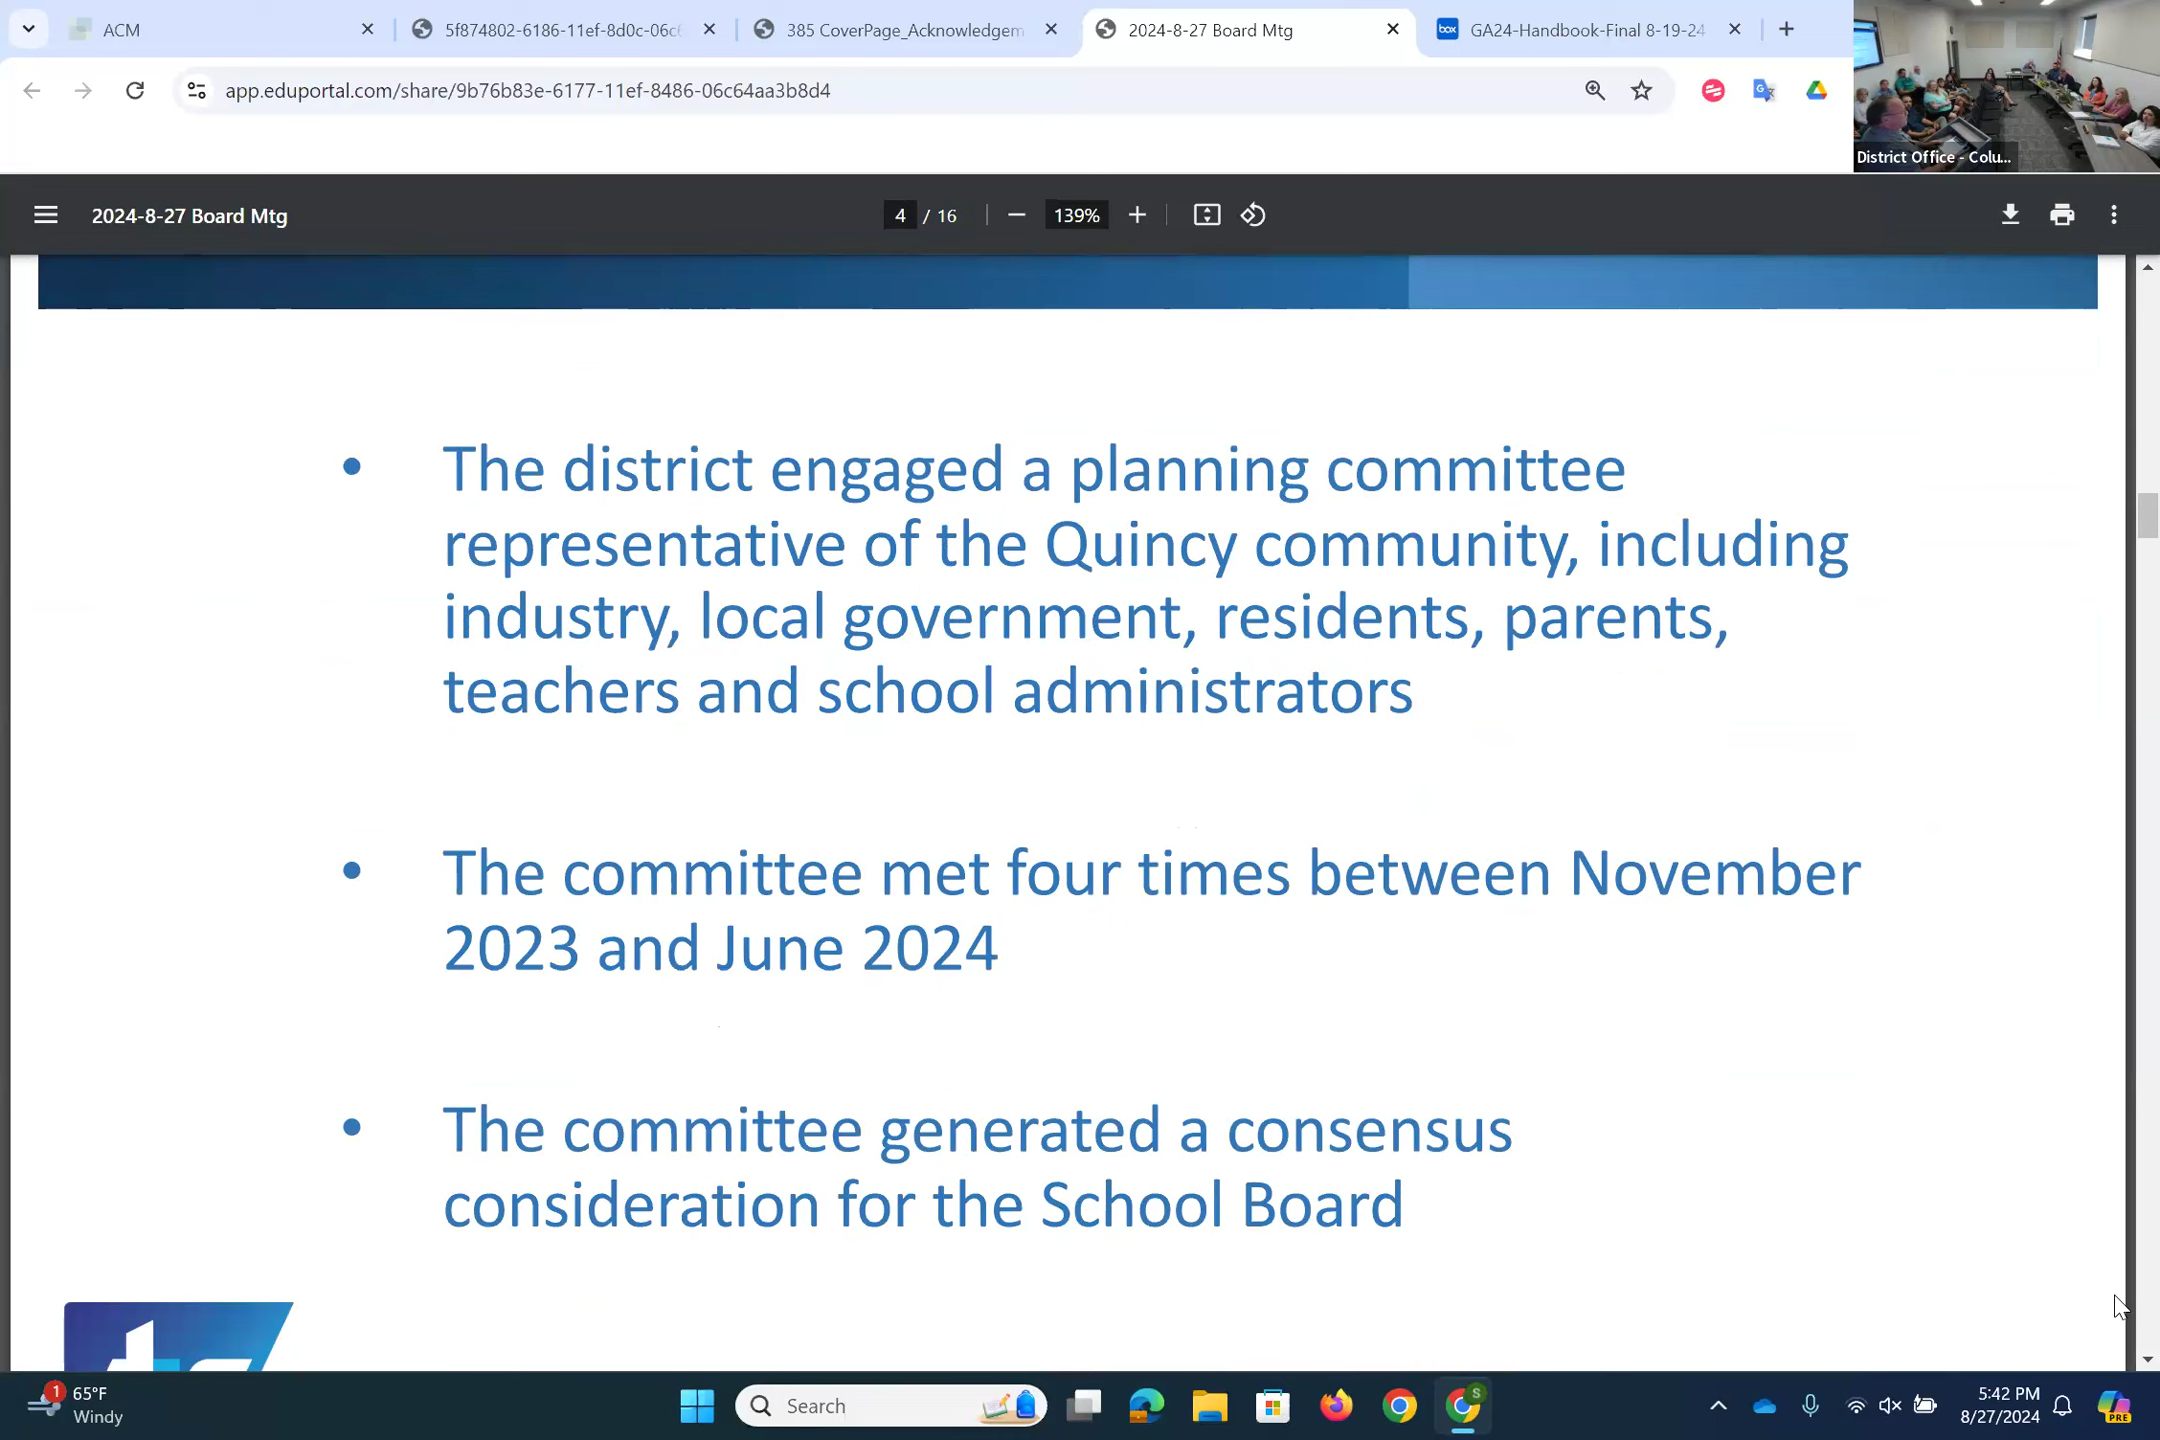 ACM
5f874802-6186-11ef-8d0c-06c6
385 CoverPage_Acknowledgem
2024-8-27 Board Mtg
box
GA24-Handbook-Final 8-19-24
app.eduportal.com/share/9b76b83e-6177-11ef-8486-06c64aa3b8d4
District Office - Colu...
2024-8-27 Board Mtg
4 / 16
139%
• The district engaged a planning committee
representative of the Quincy community, including
industry, local government, residents, parents,
teachers and school administrators
• The committee met four times between November
2023 and June 2024
• The committee generated a consensus
consideration for the School Board
1
65°F
Windy
Search
S
5:42 PM
8/27/2024
PRE